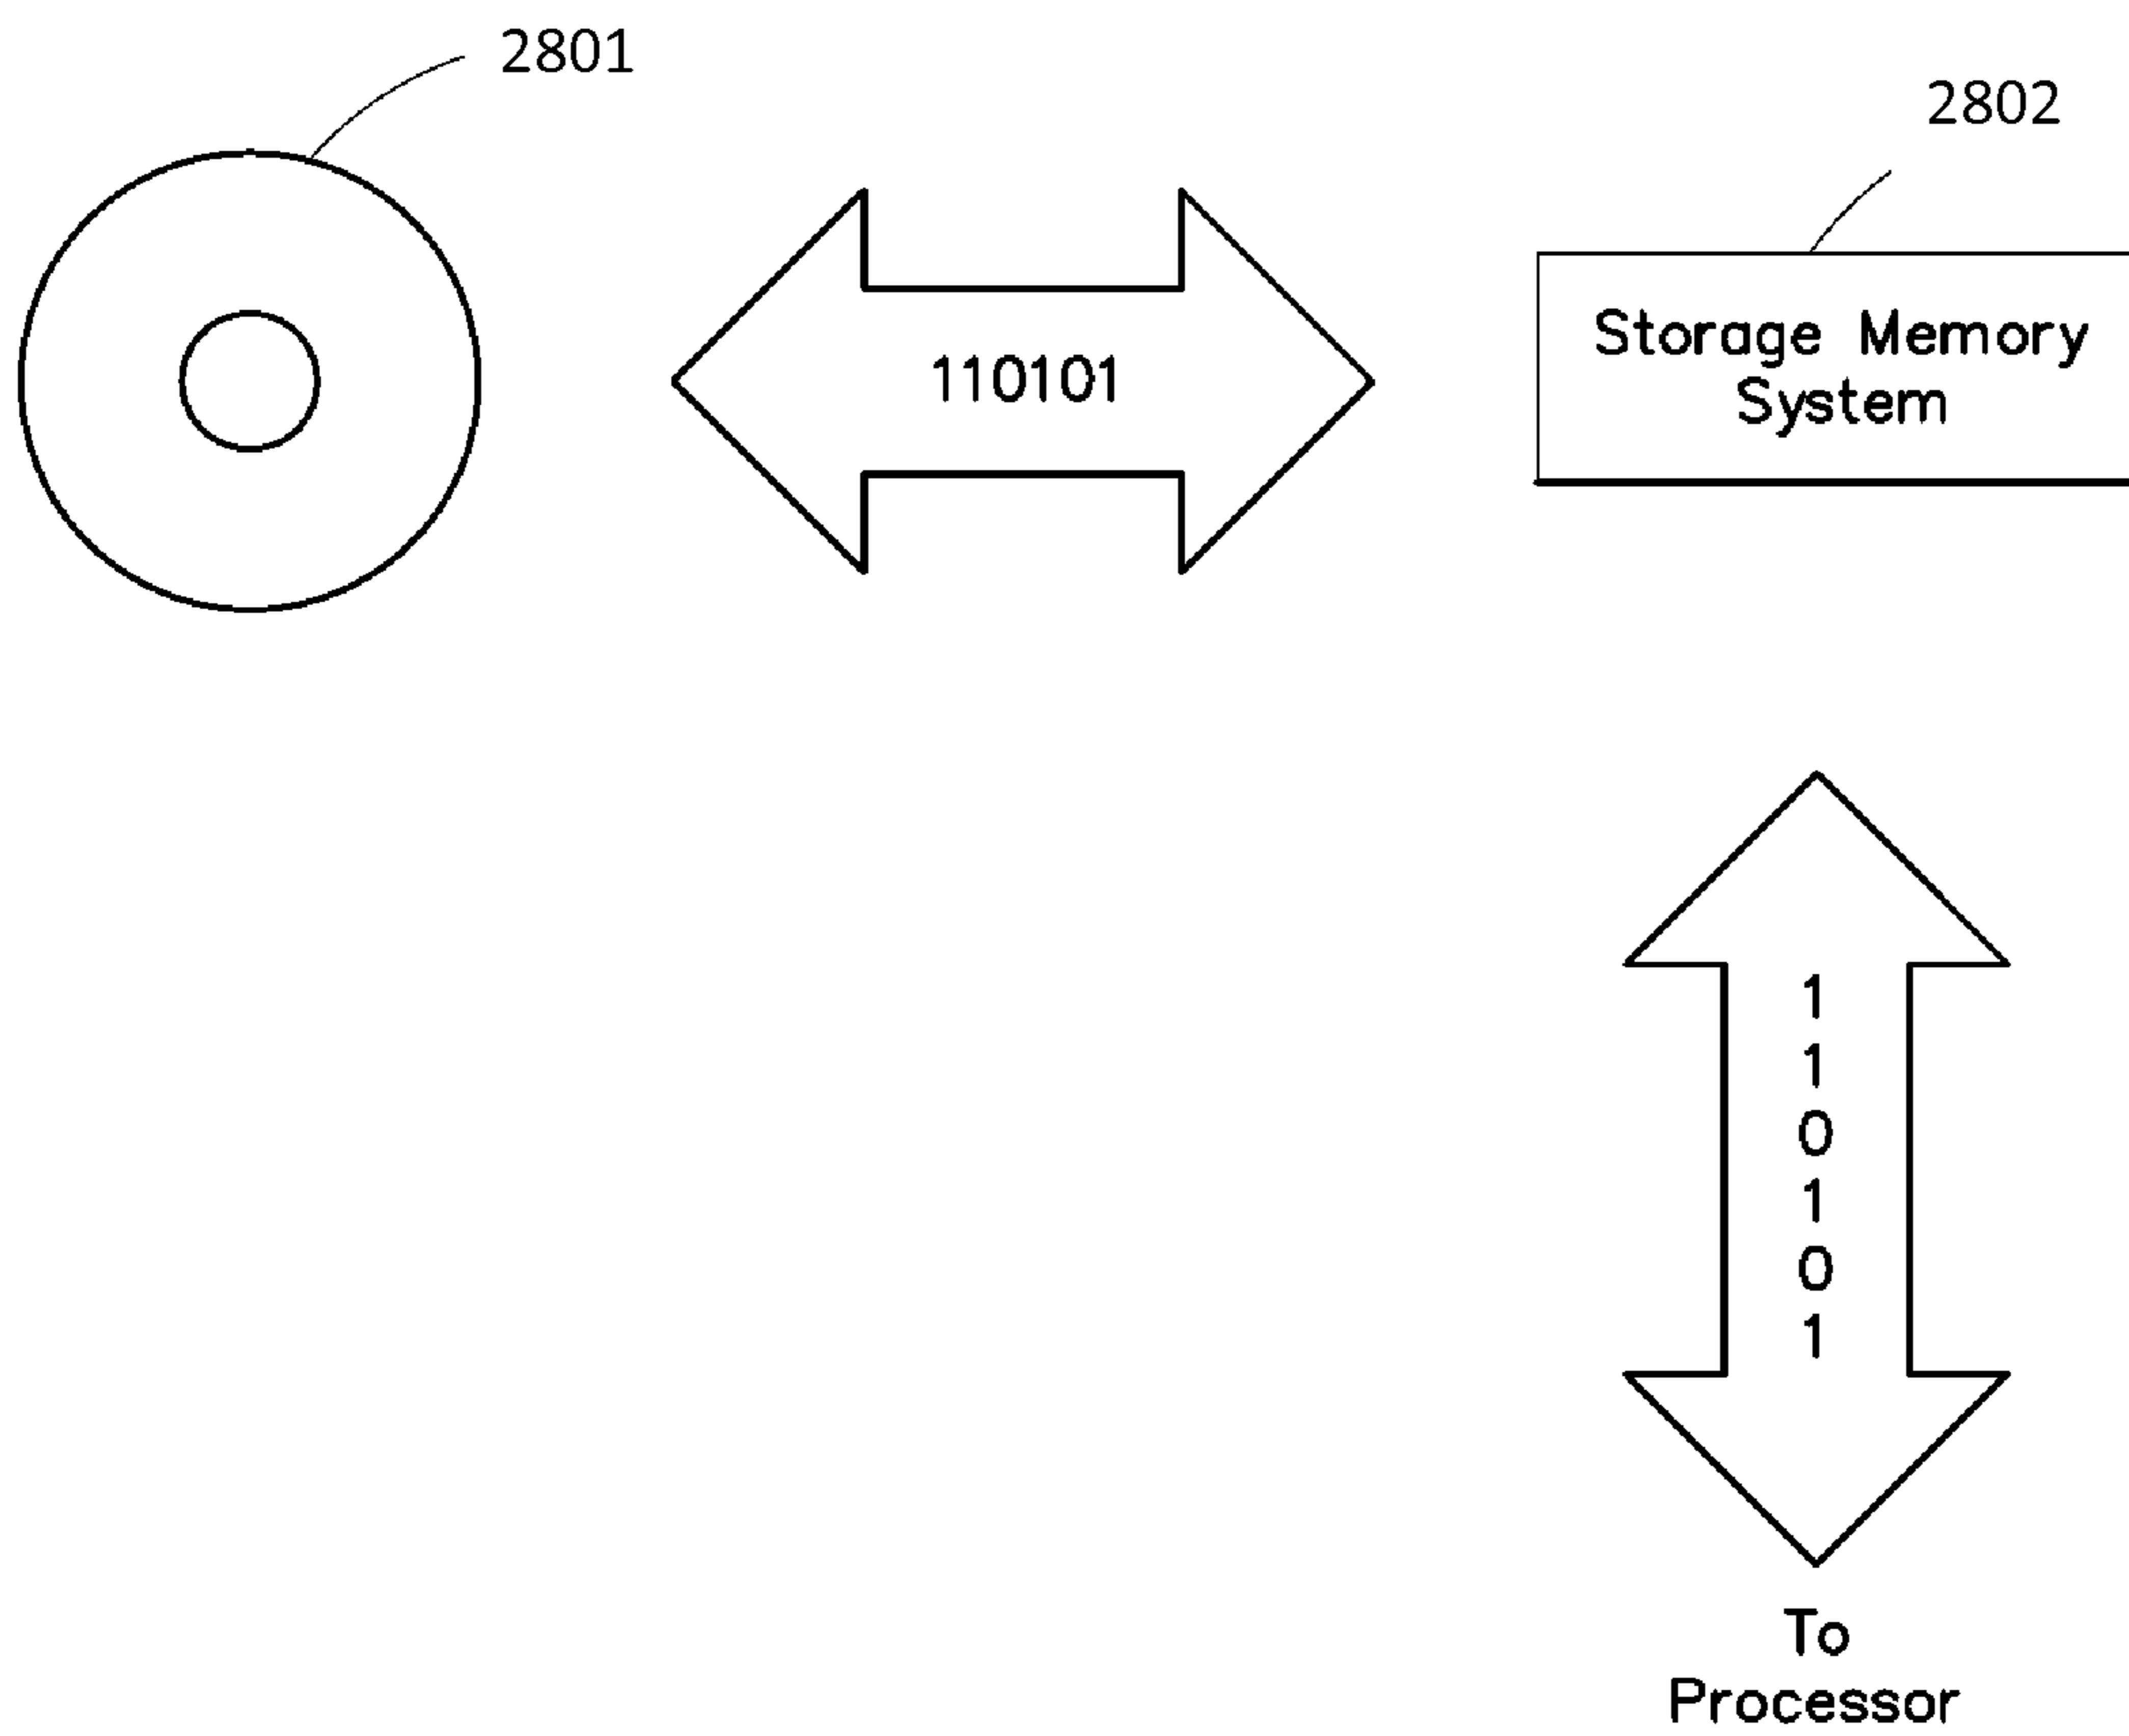 2801
2802
110101
Storage Memory
System
1
1
0
1
0
1
To
Processor